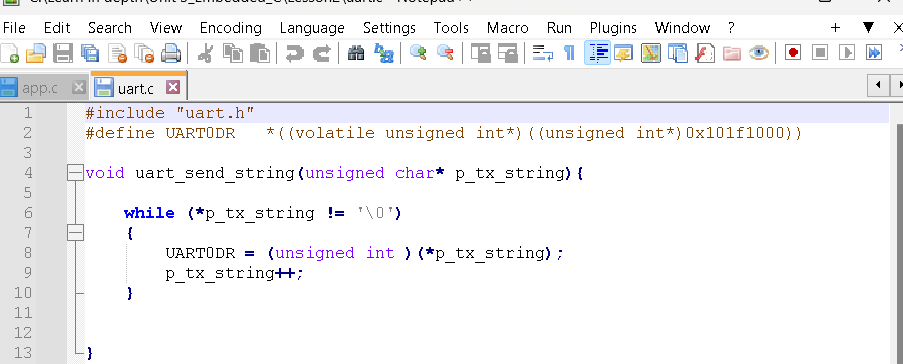 File Edit Search View Encoding Language Settings Tools Macro Run Plugins Window ? + ▼ X
app.c uart.c
1 #include "uart.h"
2 #define UART0DR   *((volatile unsigned int*)((unsigned int*)0x101f1000))
3
4 void uart_send_string(unsigned char* p_tx_string){
5
6     while (*p_tx_string != '\0')
7     {
8         UART0DR = (unsigned int )(*p_tx_string);
9         p_tx_string++;
10     }
11
12
13 }